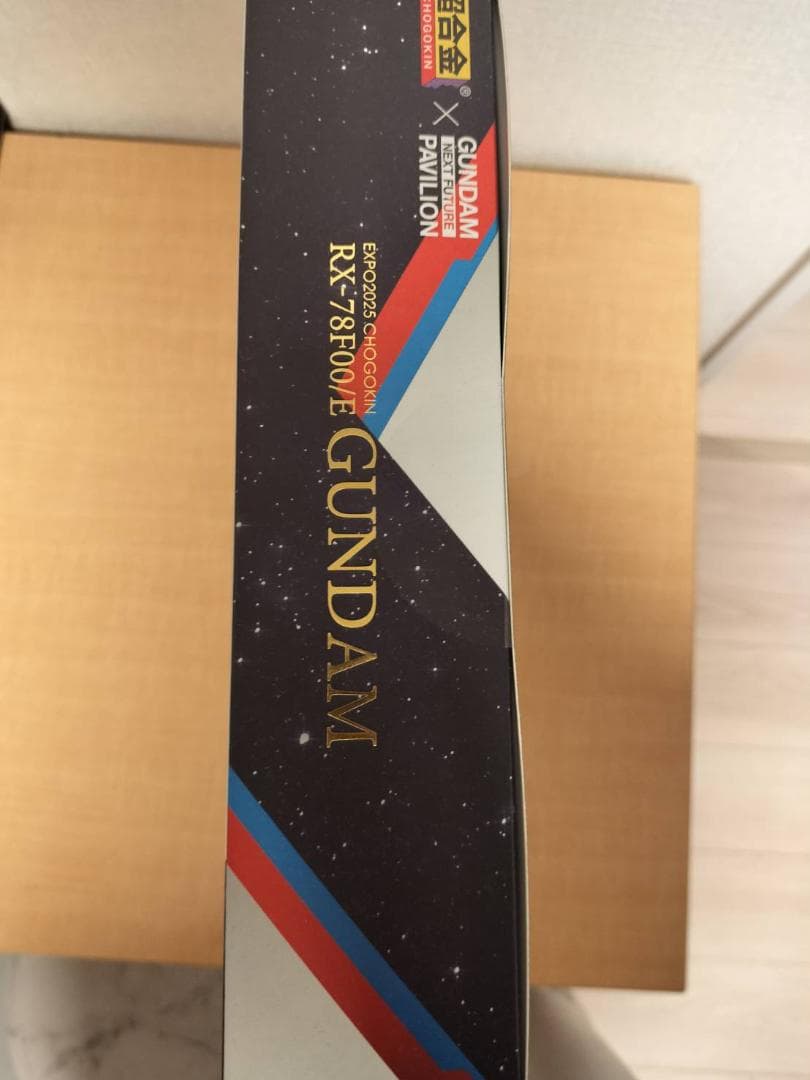 超合金
CHOGOKIN
®
×
GUNDAM
NEXT FUTURE
PAVILION
EXPO2025 CHOGOKIN
RX-78F00/E GUNDAM